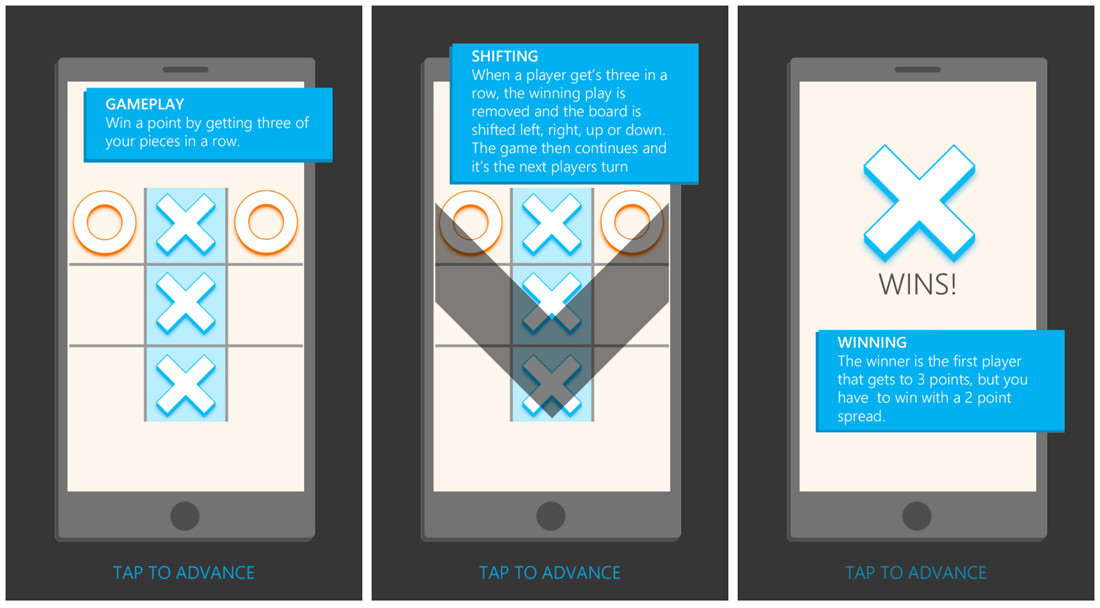 GAMEPLAY
Win a point by getting three of
your pieces in a row.
TAP TO ADVANCE
SHIFTING
When a player get's three in a
row, the winning play is
removed and the board is
shifted left, right, up or down.
The game then continues and
it's the next players turn
TAP TO ADVANCE
WINS!
WINNING
The winner is the first player
that gets to 3 points, but you
have  to win with a 2 point
spread.
TAP TO ADVANCE